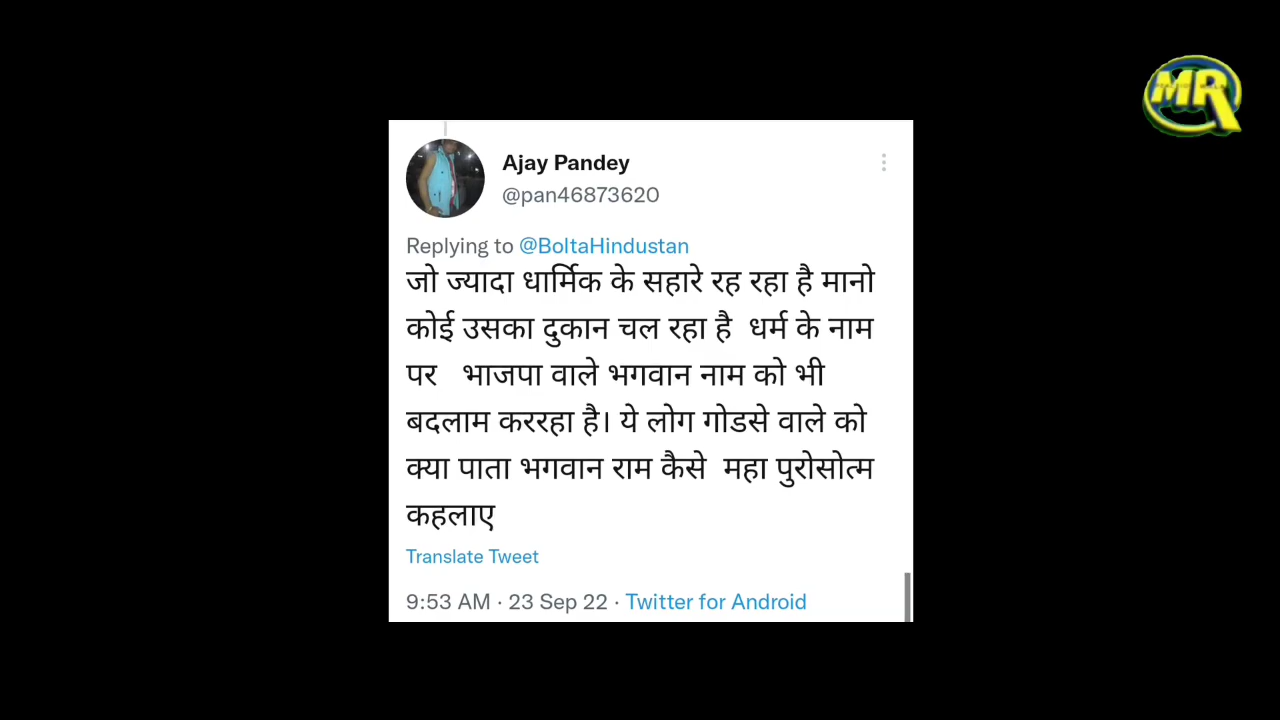 MR
Ajay Pandey
@pan46873620
Replying to @BoltaHindustan
जो ज्यादा धार्मिक के सहारे रह रहा है मानो
कोई उसका दुकान चल रहा है धर्म के नाम
पर भाजपा वाले भगवान नाम को भी
बदलाम कररहा है। ये लोग गोडसे वाले को
क्या पाता भगवान राम कैसे महा पुरोसोत्म
कहलाए
Translate Tweet
9:53 AM · 23 Sep 22 · Twitter for Android